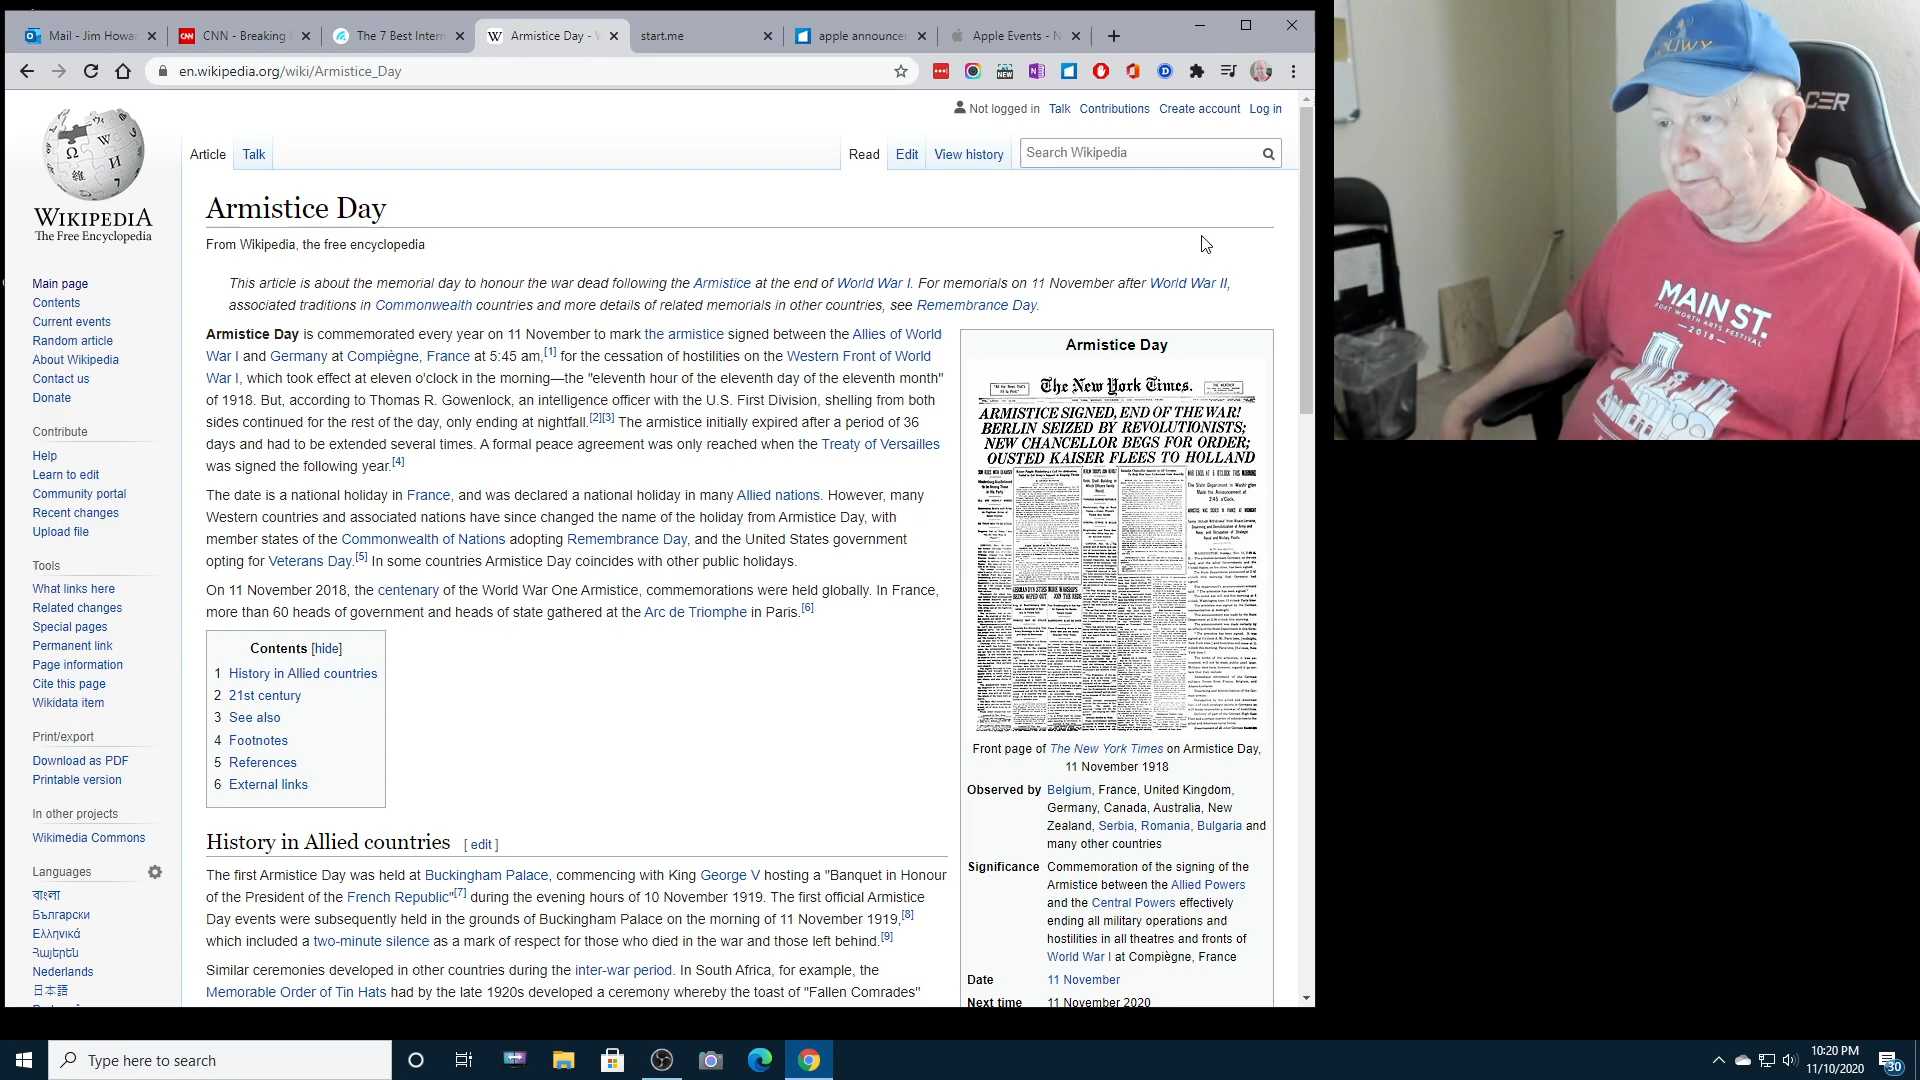 Mail - Jim Howar
CNN - Breaking
The 7 Best Intern
Armistice Day - W
start.me
apple announcem
Apple Events - N
en.wikipedia.org/wiki/Armistice_Day
NEW
Not logged in Talk Contributions Create account Log in
Article Talk Read Edit View history Search Wikipedia
WIKIPEDIA
The Free Encyclopedia
Main page
Contents
Current events
Random article
About Wikipedia
Contact us
Donate
Contribute
Help
Learn to edit
Community portal
Recent changes
Upload file
Tools
What links here
Related changes
Special pages
Permanent link
Page information
Cite this page
Wikidata item
Print/export
Download as PDF
Printable version
In other projects
Wikimedia Commons
Languages
বাংলা
Български
Ελληνικά
Հայերեն
Nederlands
日本語
Armistice Day
From Wikipedia, the free encyclopedia
This article is about the memorial day to honour the war dead following the Armistice at the end of World War I. For memorials on 11 November after World War II,
associated traditions in Commonwealth countries and more details of related memorials in other countries, see Remembrance Day.
Armistice Day is commemorated every year on 11 November to mark the armistice signed between the Allies of World
War I and Germany at Compiègne, France at 5:45 am,[1] for the cessation of hostilities on the Western Front of World
War I, which took effect at eleven o'clock in the morning—the "eleventh hour of the eleventh day of the eleventh month"
of 1918. But, according to Thomas R. Gowenlock, an intelligence officer with the U.S. First Division, shelling from both
sides continued for the rest of the day, only ending at nightfall.[2][3] The armistice initially expired after a period of 36
days and had to be extended several times. A formal peace agreement was only reached when the Treaty of Versailles
was signed the following year.[4]
The date is a national holiday in France, and was declared a national holiday in many Allied nations. However, many
Western countries and associated nations have since changed the name of the holiday from Armistice Day, with
member states of the Commonwealth of Nations adopting Remembrance Day, and the United States government
opting for Veterans Day.[5] In some countries Armistice Day coincides with other public holidays.
On 11 November 2018, the centenary of the World War One Armistice, commemorations were held globally. In France,
more than 60 heads of government and heads of state gathered at the Arc de Triomphe in Paris.[6]
Contents [hide]
1 History in Allied countries
2 21st century
3 See also
4 Footnotes
5 References
6 External links
History in Allied countries [ edit ]
The first Armistice Day was held at Buckingham Palace, commencing with King George V hosting a "Banquet in Honour
of the President of the French Republic"[7] during the evening hours of 10 November 1919. The first official Armistice
Day events were subsequently held in the grounds of Buckingham Palace on the morning of 11 November 1919,[8]
which included a two-minute silence as a mark of respect for those who died in the war and those left behind.[9]
Similar ceremonies developed in other countries during the inter-war period. In South Africa, for example, the
Memorable Order of Tin Hats had by the late 1920s developed a ceremony whereby the toast of "Fallen Comrades"
Armistice Day
The New York Times.
ARMISTICE SIGNED, END OF THE WAR!
BERLIN SEIZED BY REVOLUTIONISTS;
NEW CHANCELLOR BEGS FOR ORDER;
OUSTED KAISER FLEES TO HOLLAND
Front page of The New York Times on Armistice Day,
11 November 1918
Observed by Belgium, France, United Kingdom,
Germany, Canada, Australia, New
Zealand, Serbia, Romania, Bulgaria and
many other countries
Significance Commemoration of the signing of the
Armistice between the Allied Powers
and the Central Powers effectively
ending all military operations and
hostilities in all theatres and fronts of
World War I at Compiègne, France
Date 11 November
Next time 11 November 2020
MAIN ST.
FORT WORTH ARTS FESTIVAL
2018
Type here to search
10:20 PM
11/10/2020
30